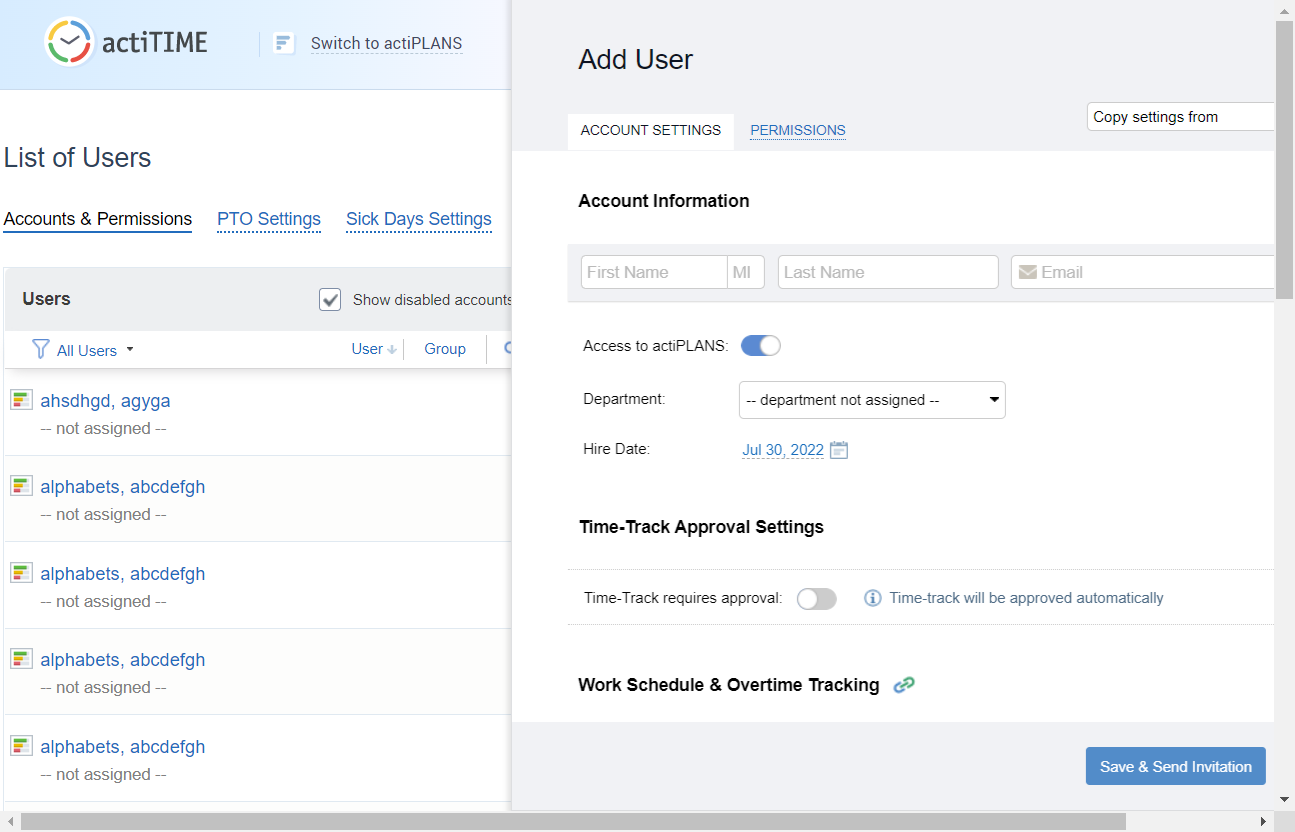 actiTIME
Switch to actiPLANS
List of Users
Accounts & Permissions
PTO Settings
Sick Days Settings
Users
Show disabled accounts
All Users
User
Group
ahsdhgd, agyga
-- not assigned --
alphabets, abcdefgh
-- not assigned --
alphabets, abcdefgh
-- not assigned --
alphabets, abcdefgh
-- not assigned --
alphabets, abcdefgh
-- not assigned --
Add User
ACCOUNT SETTINGS
PERMISSIONS
Copy settings from
Account Information
First Name
MI
Last Name
Email
Access to actiPLANS:
Department:
-- department not assigned --
Hire Date:
Jul 30, 2022
Time-Track Approval Settings
Time-Track requires approval:
Time-track will be approved automatically
Work Schedule & Overtime Tracking
Save & Send Invitation